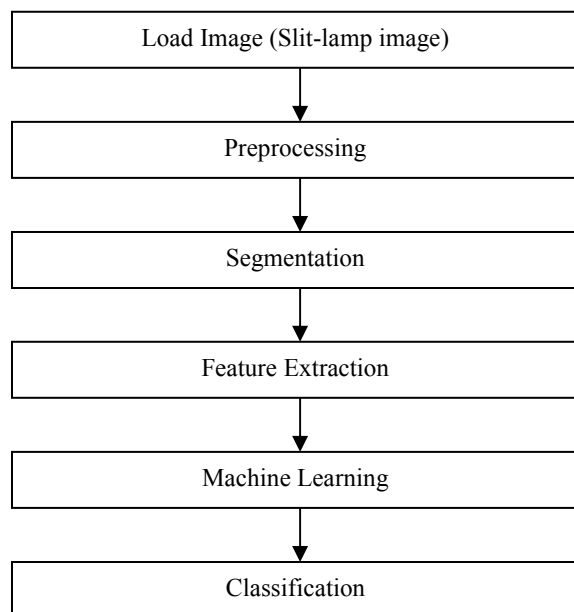 Load Image (Slit-lamp image)
Preprocessing
Segmentation
Feature Extraction
Machine Learning
Classification